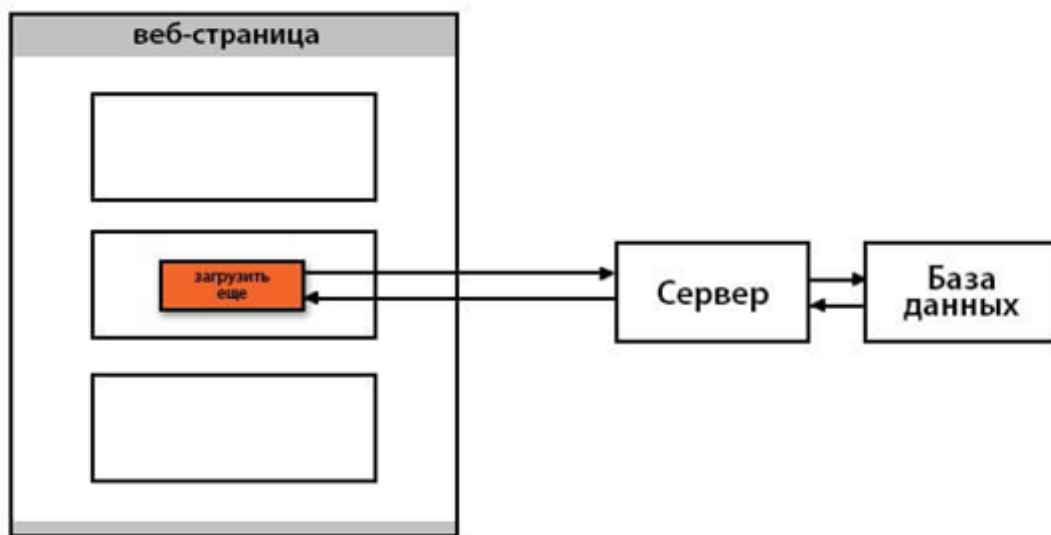 веб-страница
загрузить
еще
Сервер
База
данных